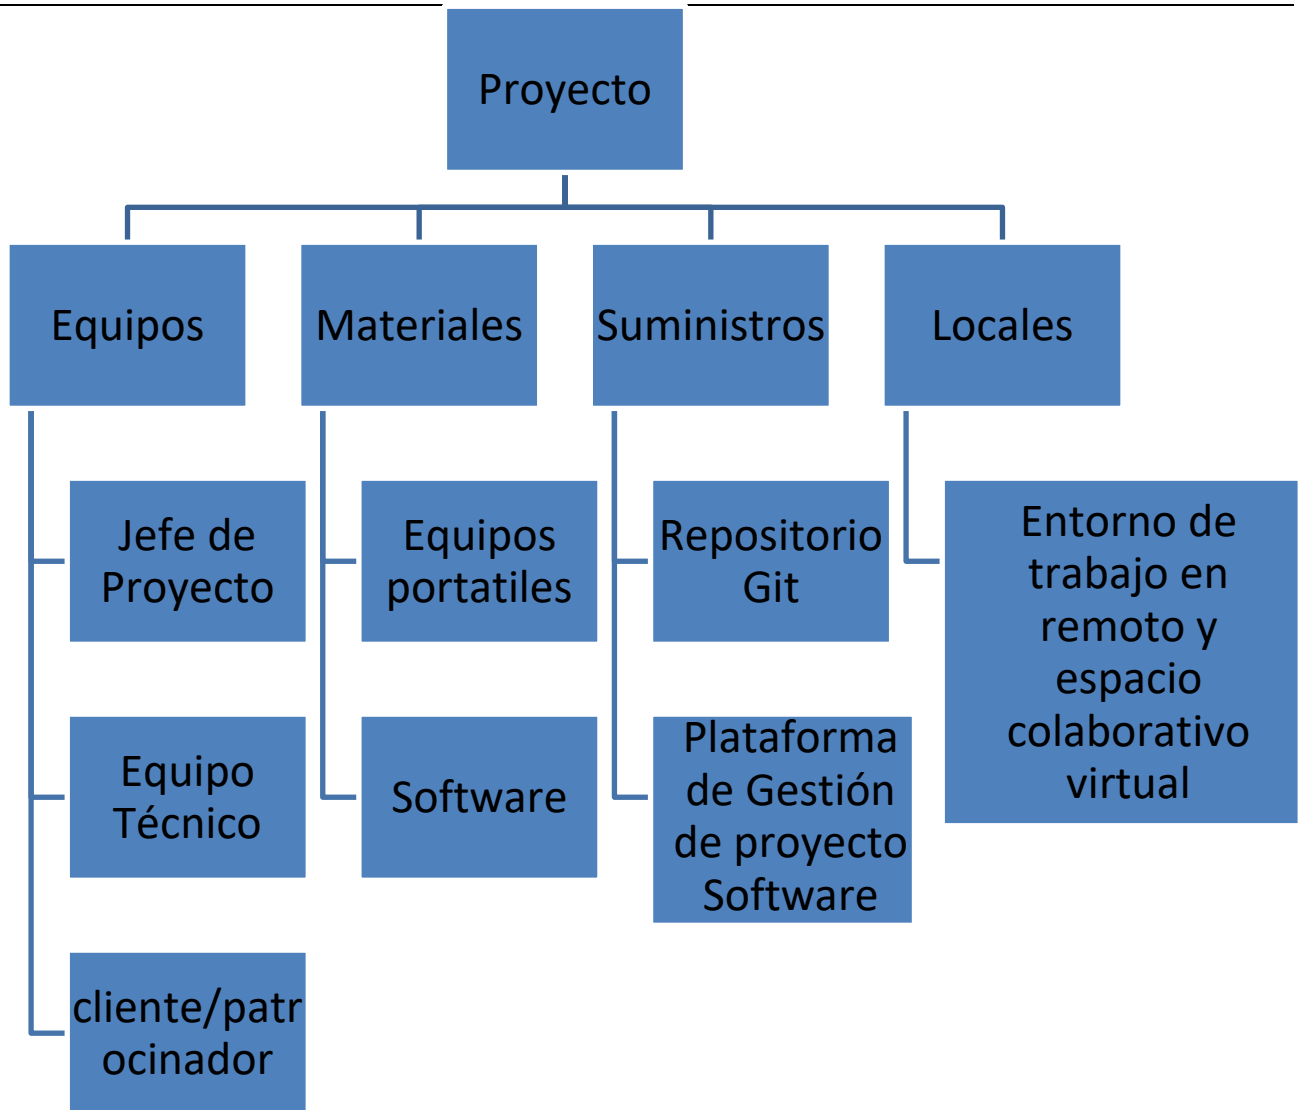 Proyecto
Equipos
Materiales
Suministros
Locales
Jefe de
Proyecto
Equipo
Técnico
cliente/patr
ocinador
Equipos
portatiles
Software
Repositorio
Git
Plataforma
de Gestión
de proyecto
Software
Entorno de
trabajo en
remoto y
espacio
colaborativo
virtual